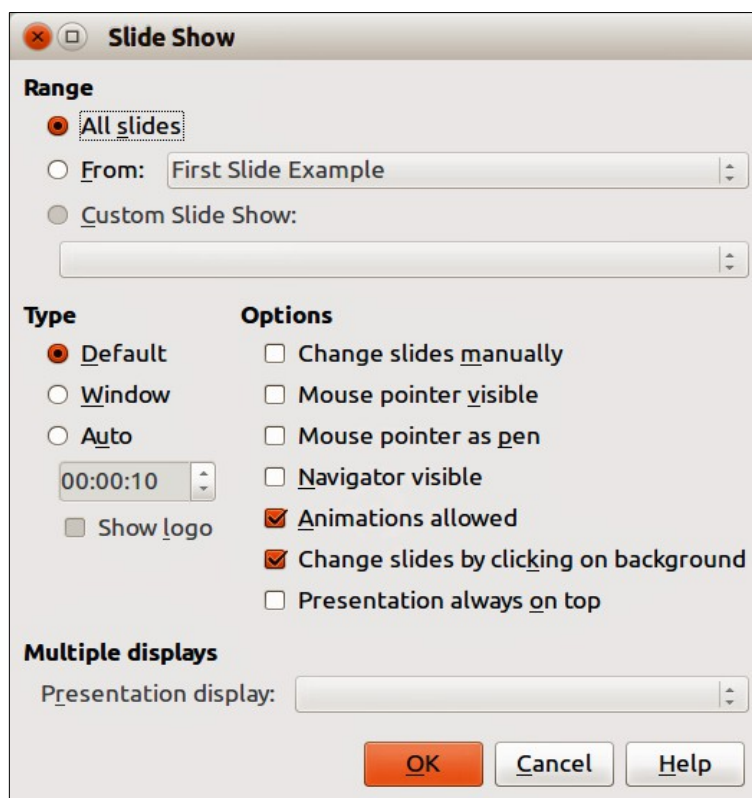 Slide Show
Range
All slides
From: First Slide Example
Custom Slide Show:
Type
Default
Window
Auto
00:00:10
Show logo
Options
Change slides manually
Mouse pointer visible
Mouse pointer as pen
Navigator visible
Animations allowed
Change slides by clicking on background
Presentation always on top
Multiple displays
Presentation display:
OK Cancel Help